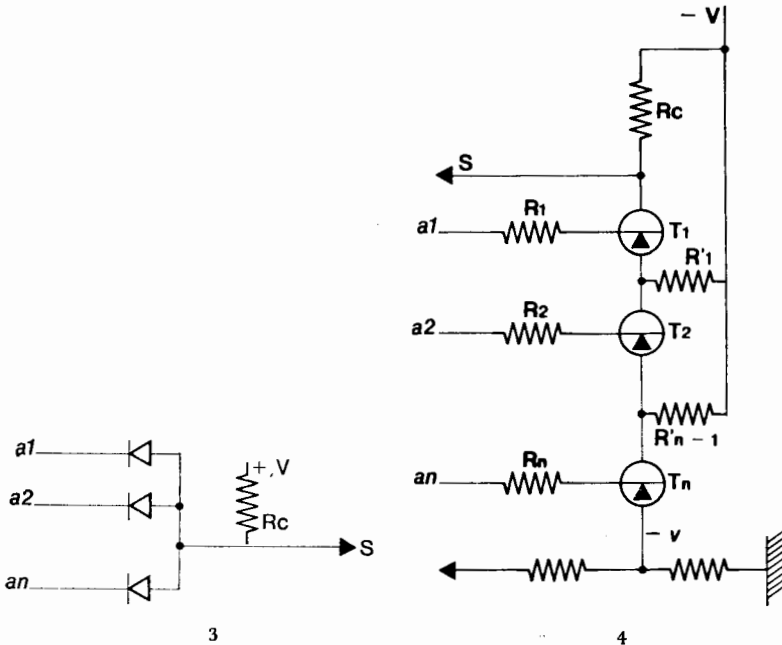 – V
Rc
S
a1
R1
T1
R'1
a2
R2
T2
R'n – 1
an
Rn
Tn
– v
a1
a2
an
+, V
Rc
S
3
4